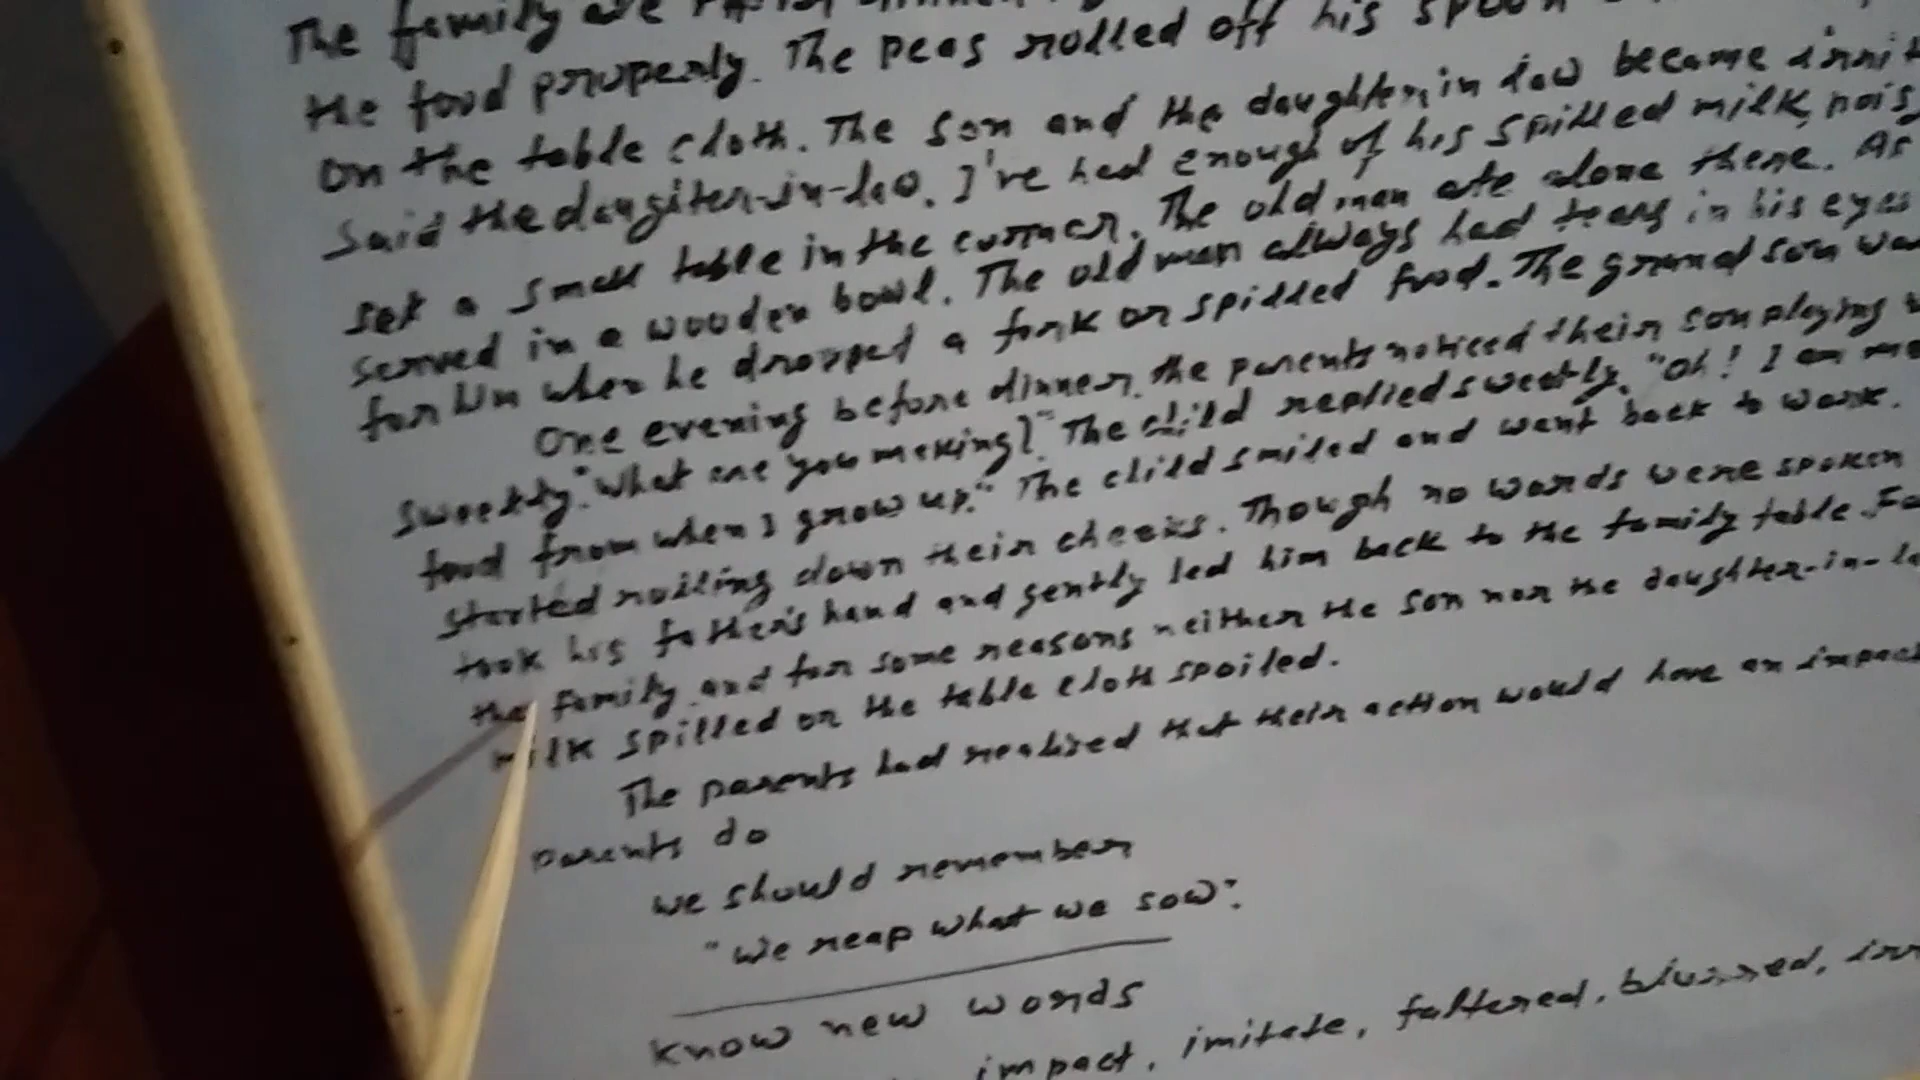 The family ate
the food properly. The peas rolled off his spoon
on the table cloth. The son and the daughter in law became
Said the daugiter-in-law. I've had enough of his spilled milk,
set a small table in the corner. The old man ate alone there. As
served in a wooden bowl. The old man always had tears in his eyes
for him when he dropped a fork or spilled food. The grand son
One evening before dinner, the parents noticed their son playing
sweetly. "What are you making?" The child replied sweetly. "Oh! I am
food from when I grow up." The child smiled and went back to work.
started rolling down their cheeks. Though no words were spoken
took his father's hand and gently led him back to the family table.
the family and for some reasons neither the son nor the daughter-in-
milk spilled or the table cloth spoiled.
The parents had realized that their action would have an impact
parents do
we should remember
"We reap what we sow".
know new words
impact, imitate, faltered, blurred,